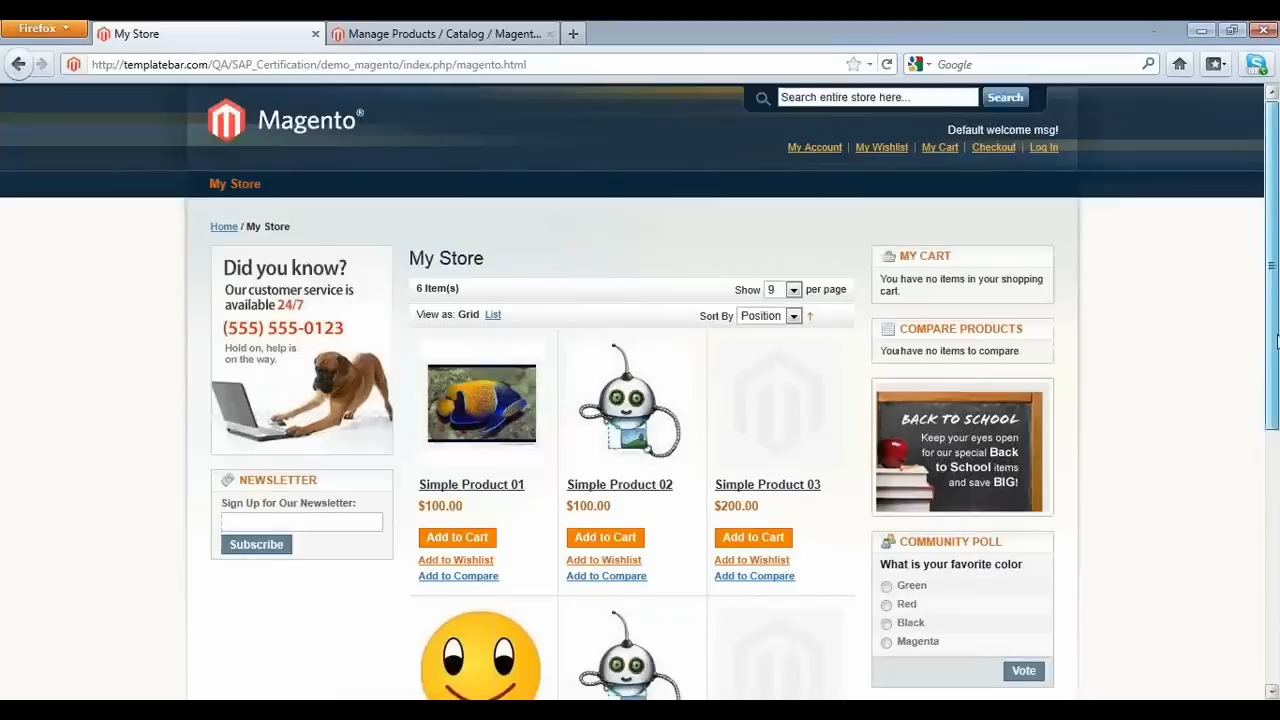 Firefox
My Store
Manage Products / Catalog / Magent...
http://templatebar.com/QA/SAP_Certification/demo_magento/index.php/magento.html
Google
Magento®
Search entire store here...
Search
Default welcome msg!
My Account | My Wishlist | My Cart | Checkout | Log In
My Store
Home / My Store
Did you know?
Our customer service is
available 24/7
(555) 555-0123
Hold on, help is
on the way.
NEWSLETTER
Sign Up for Our Newsletter:
Subscribe
My Store
6 Item(s)
Show 9 per page
View as: Grid List
Sort By Position
Simple Product 01
$100.00
Add to Cart
Add to Wishlist
Add to Compare
Simple Product 02
$100.00
Add to Cart
Add to Wishlist
Add to Compare
Simple Product 03
$200.00
Add to Cart
Add to Wishlist
Add to Compare
MY CART
You have no items in your shopping
cart.
COMPARE PRODUCTS
You have no items to compare.
BACK TO SCHOOL
Keep your eyes open
for our special Back
to School items
and save BIG!
COMMUNITY POLL
What is your favorite color
Green
Red
Black
Magenta
Vote